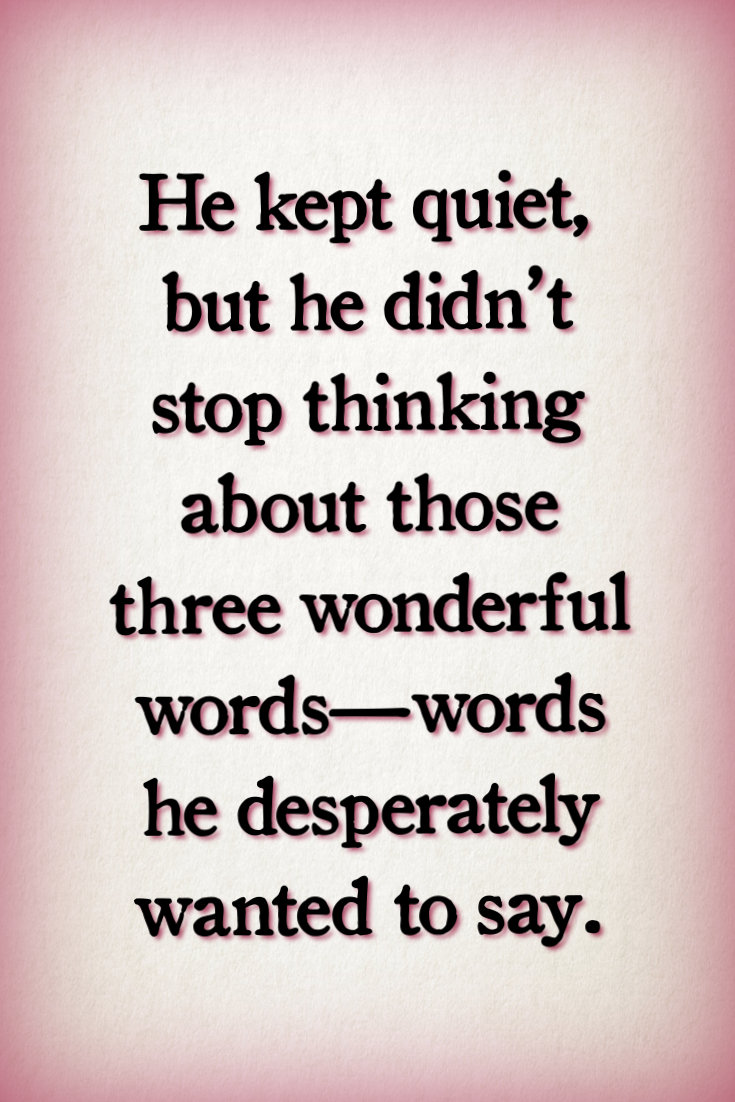 He kept quiet,
but he didn’t
stop thinking
about those
three wonderful
words—words
he desperately
wanted to say.